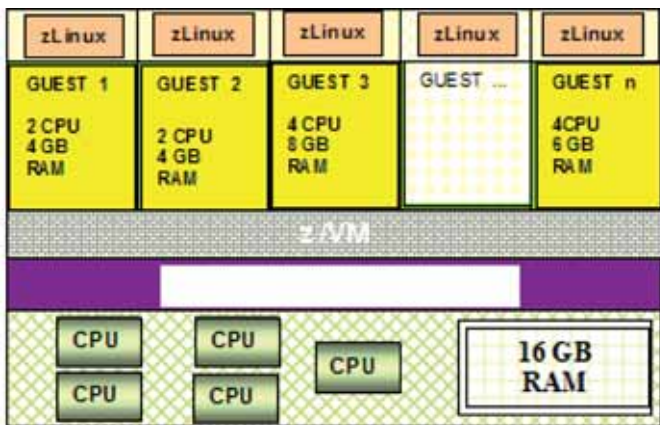 zLinux
zLinux
zLinux
zLinux
zLinux
GUEST 1
2 CPU
4 GB
RAM
GUEST 2
2 CPU
4 GB
RAM
GUEST 3
4 CPU
8 GB
RAM
GUEST ...
GUEST n
4CPU
6 GB
RAM
z/VM
CPU
CPU
CPU
CPU
CPU
16 GB
RAM